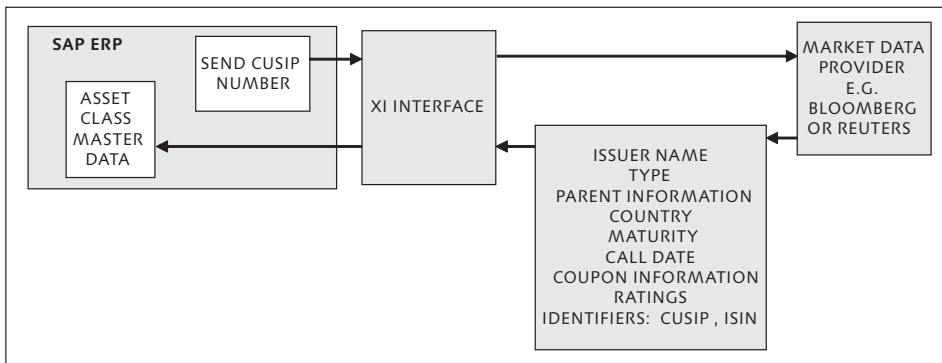 SAP ERP
SEND CUSIP
NUMBER
ASSET
CLASS
MASTER
DATA
XI INTERFACE
MARKET DATA
PROVIDER
E.G.
BLOOMBERG
OR REUTERS
ISSUER NAME
TYPE
PARENT INFORMATION
COUNTRY
MATURITY
CALL DATE
COUPON INFORMATION
RATINGS
IDENTIFIERS: CUSIP , ISIN